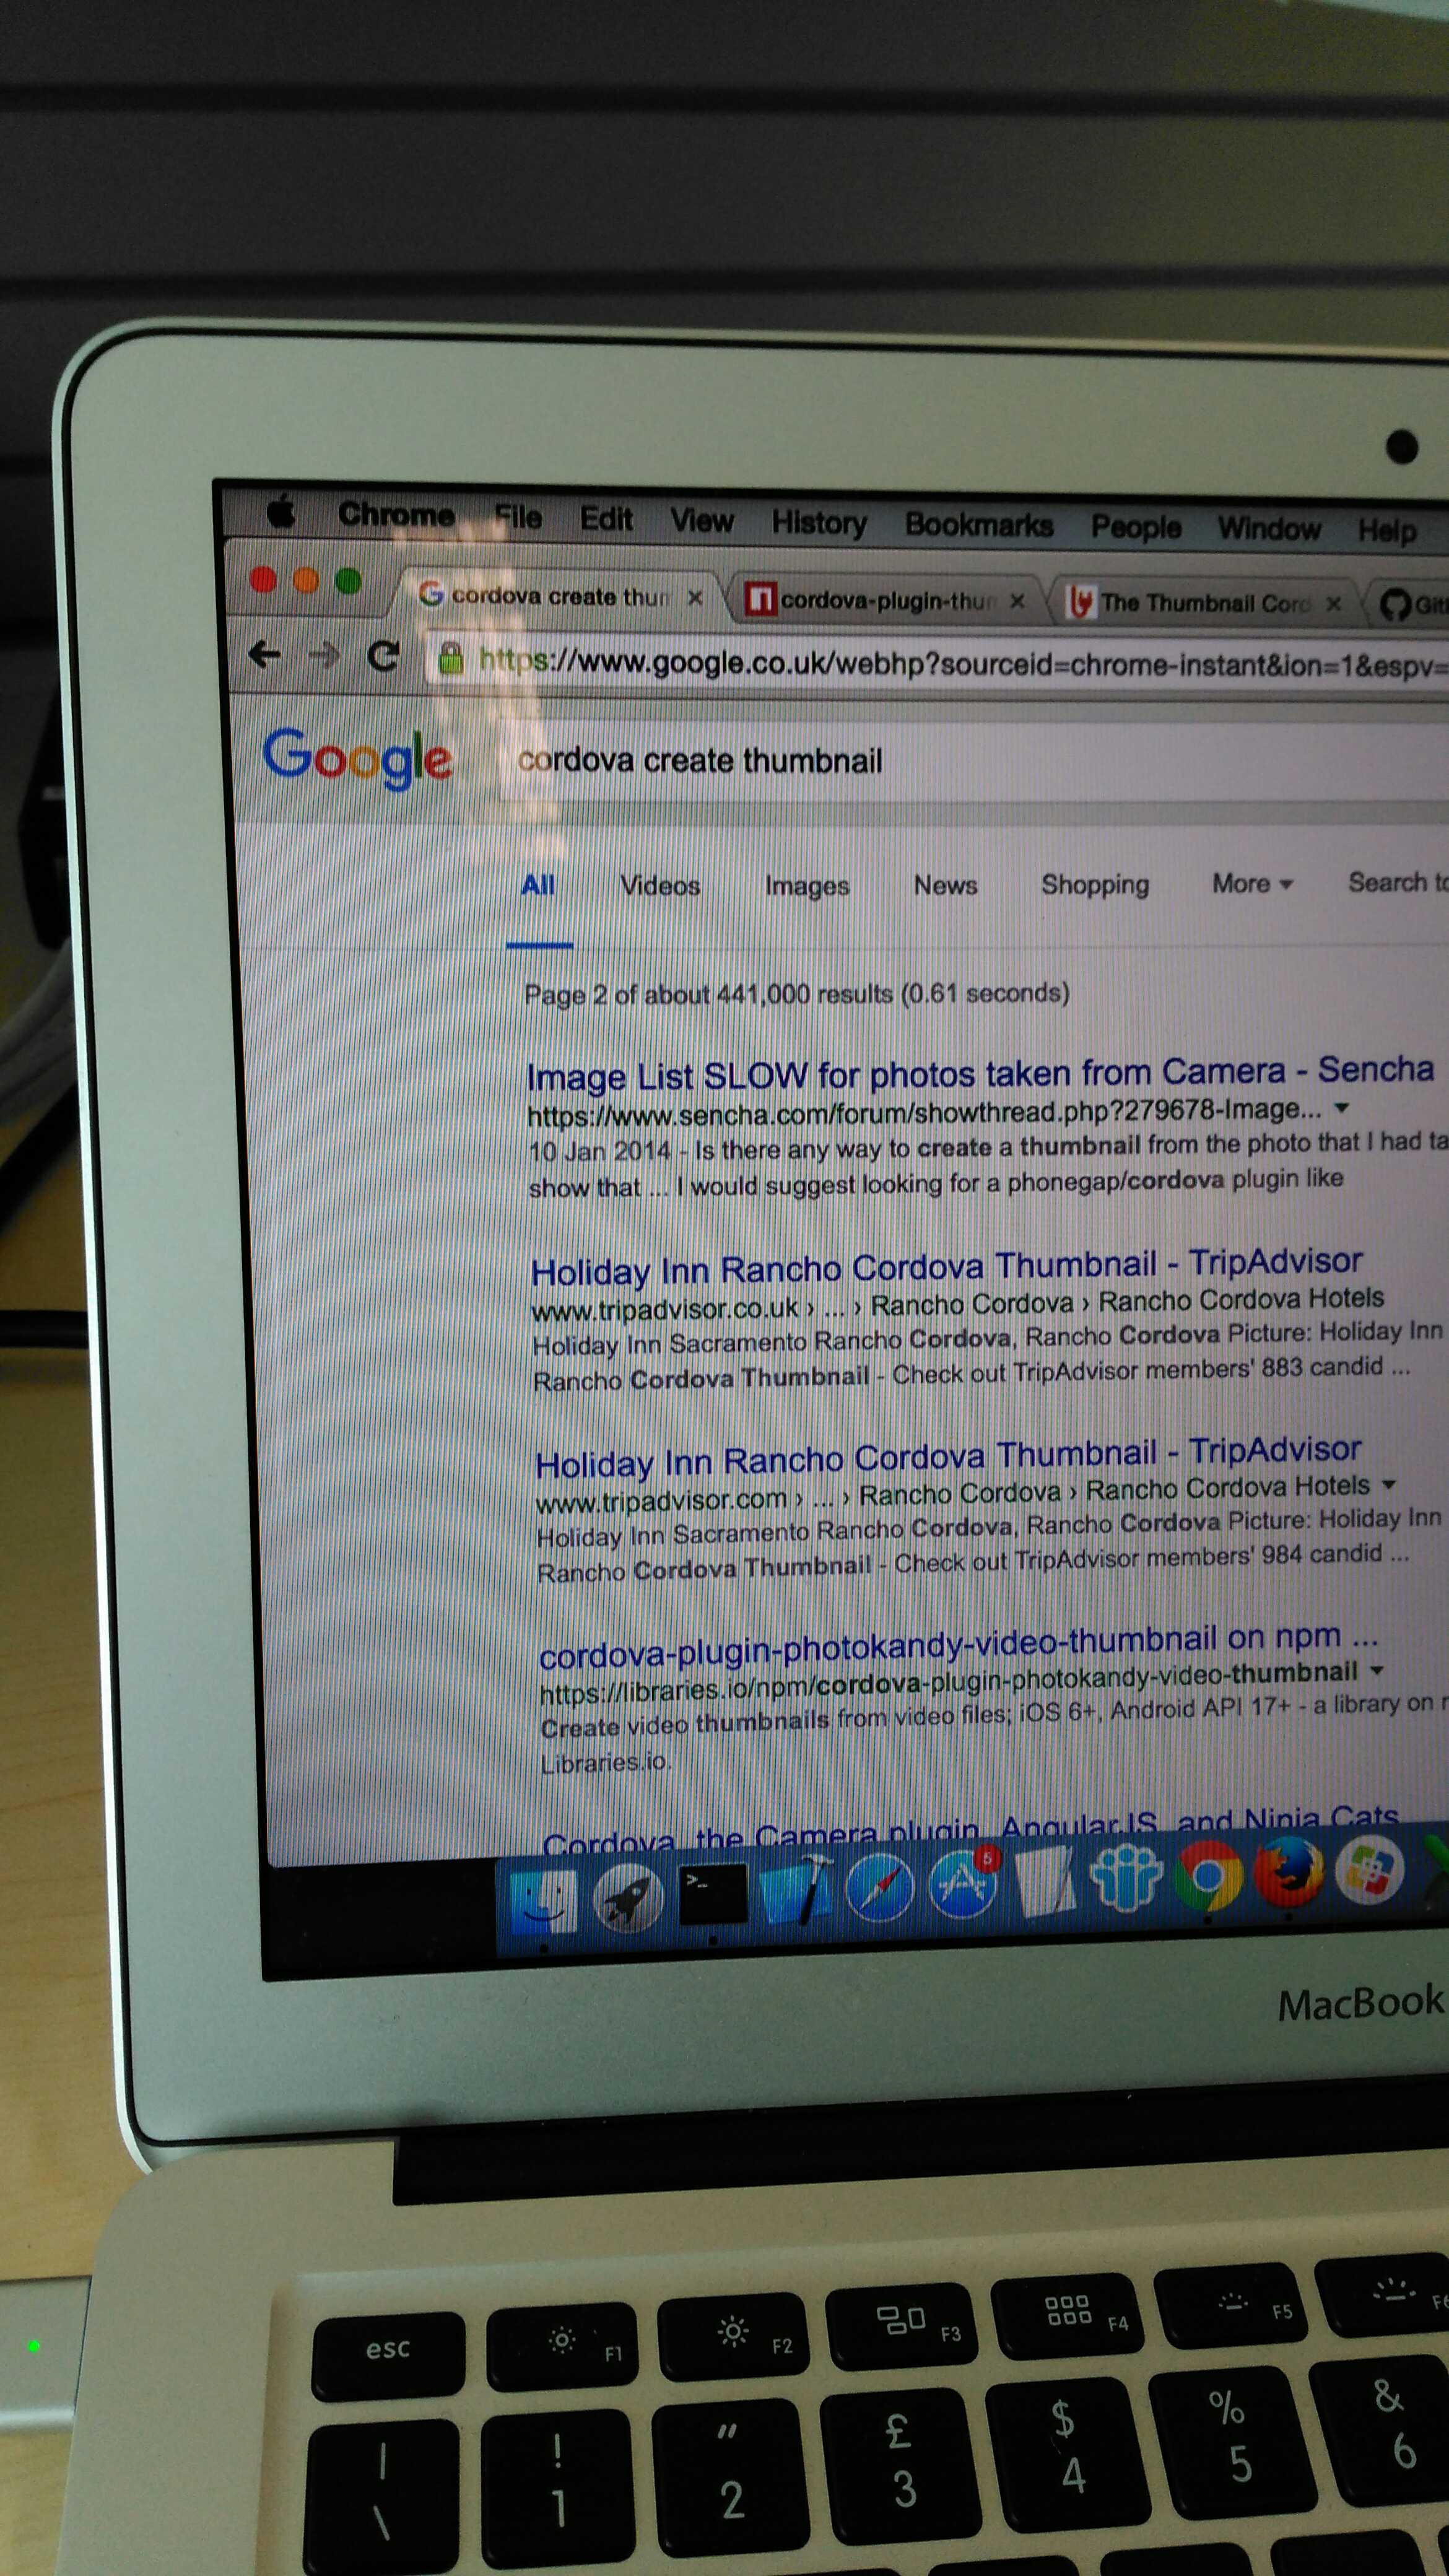 Chrome File Edit View History Bookmarks People Window Help
cordova create thum cordova-plugin-thun The Thumbnail Cord Git
https://www.google.co.uk/webhp?sourceid=chrome-instant&ion=1&espv=
Google cordova create thumbnail
All Videos Images News Shopping More Search to
Page 2 of about 441,000 results (0.61 seconds)
Image List SLOW for photos taken from Camera - Sencha
https://www.sencha.com/forum/showthread.php?279678-Image...
10 Jan 2014 - Is there any way to create a thumbnail from the photo that I had ta
show that ... I would suggest looking for a phonegap/cordova plugin like
Holiday Inn Rancho Cordova Thumbnail - TripAdvisor
www.tripadvisor.co.uk › ... › Rancho Cordova › Rancho Cordova Hotels
Holiday Inn Sacramento Rancho Cordova, Rancho Cordova Picture: Holiday Inn
Rancho Cordova Thumbnail - Check out TripAdvisor members' 883 candid ...
Holiday Inn Rancho Cordova Thumbnail - TripAdvisor
www.tripadvisor.com › ... › Rancho Cordova › Rancho Cordova Hotels
Holiday Inn Sacramento Rancho Cordova, Rancho Cordova Picture: Holiday Inn
Rancho Cordova Thumbnail - Check out TripAdvisor members' 984 candid ...
cordova-plugin-photokandy-video-thumbnail on npm ...
https://libraries.io/npm/cordova-plugin-photokandy-video-thumbnail
Create video thumbnails from video files; iOS 6+, Android API 17+ - a library on
Libraries.io.
Cordova, the Camera plugin, AngularJS, and Ninja Cats
>_ 5
MacBook
esc F1 F2 F3 F4 F5 F6
| ! " £ $ % &
\ 1 2 3 4 5 6